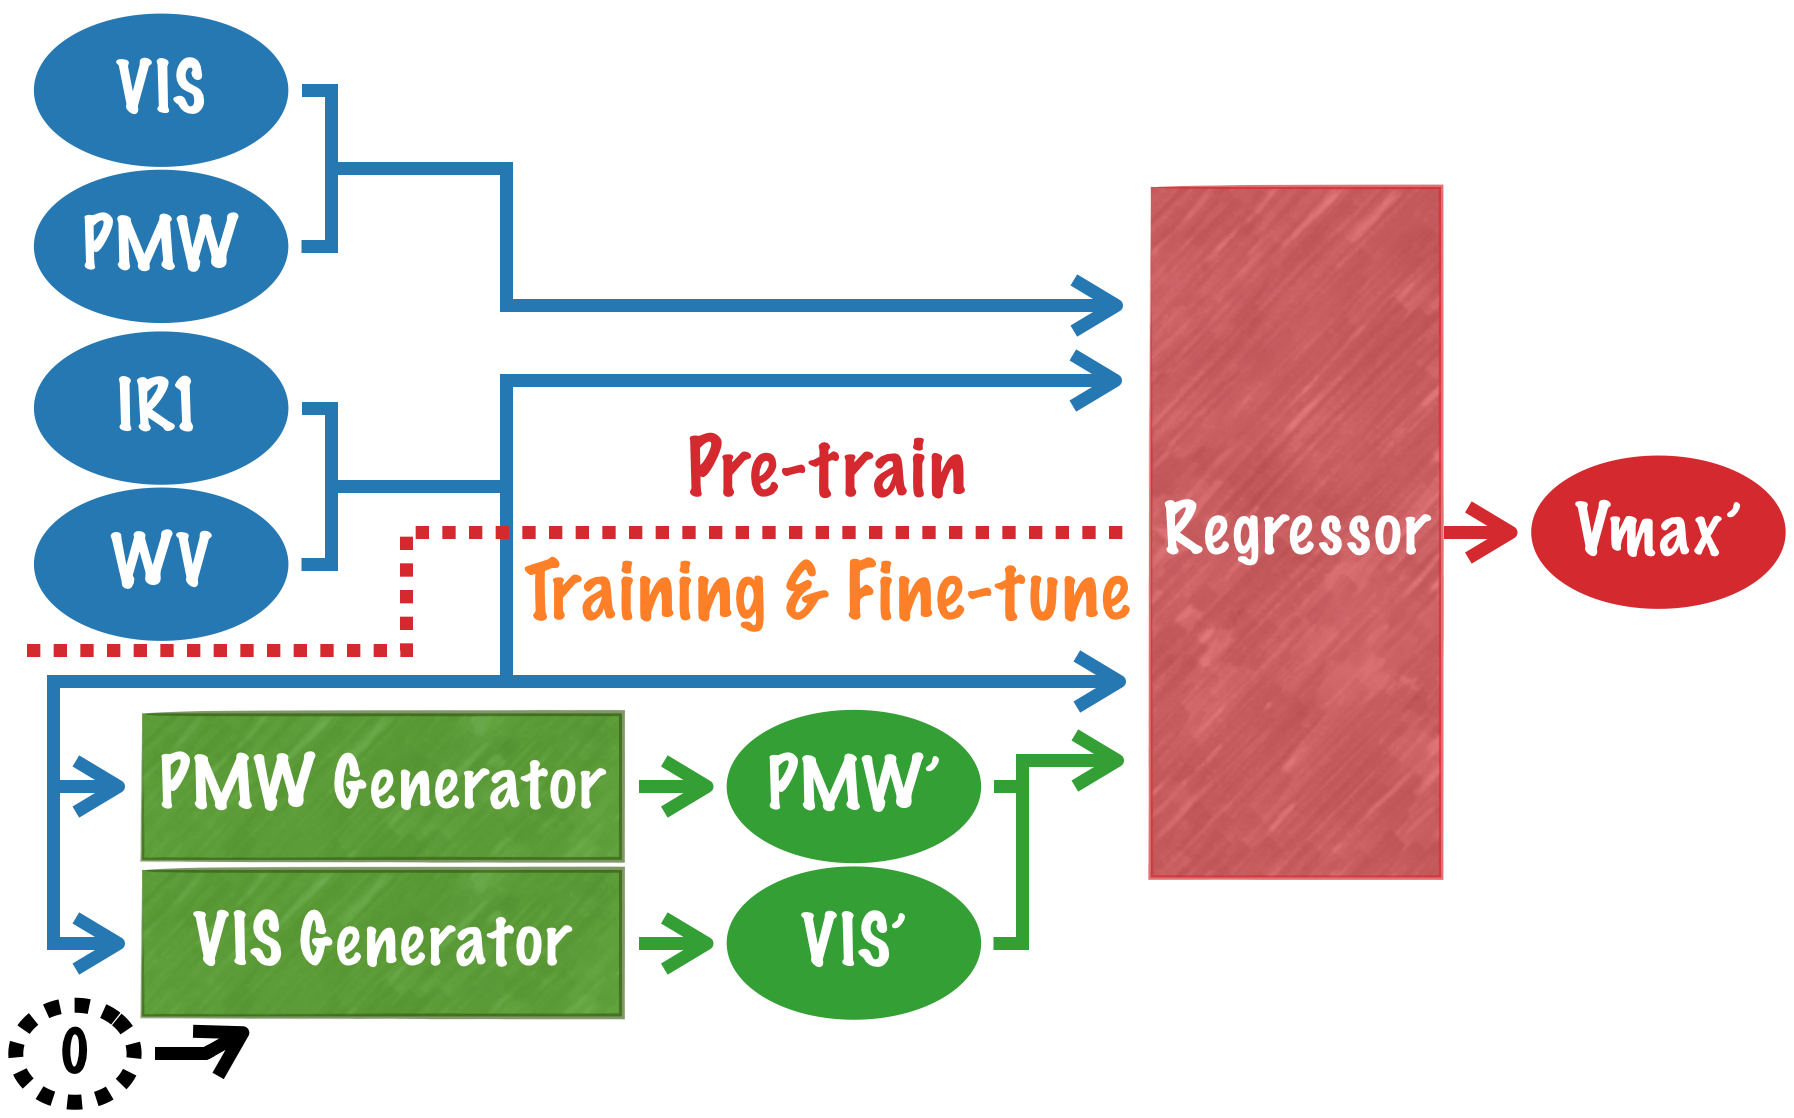 VIS
PMW
IR1
WV
Pre-train
Training & Fine-tune
Regressor
Vmax’
PMW Generator
PMW’
VIS Generator
VIS’
0